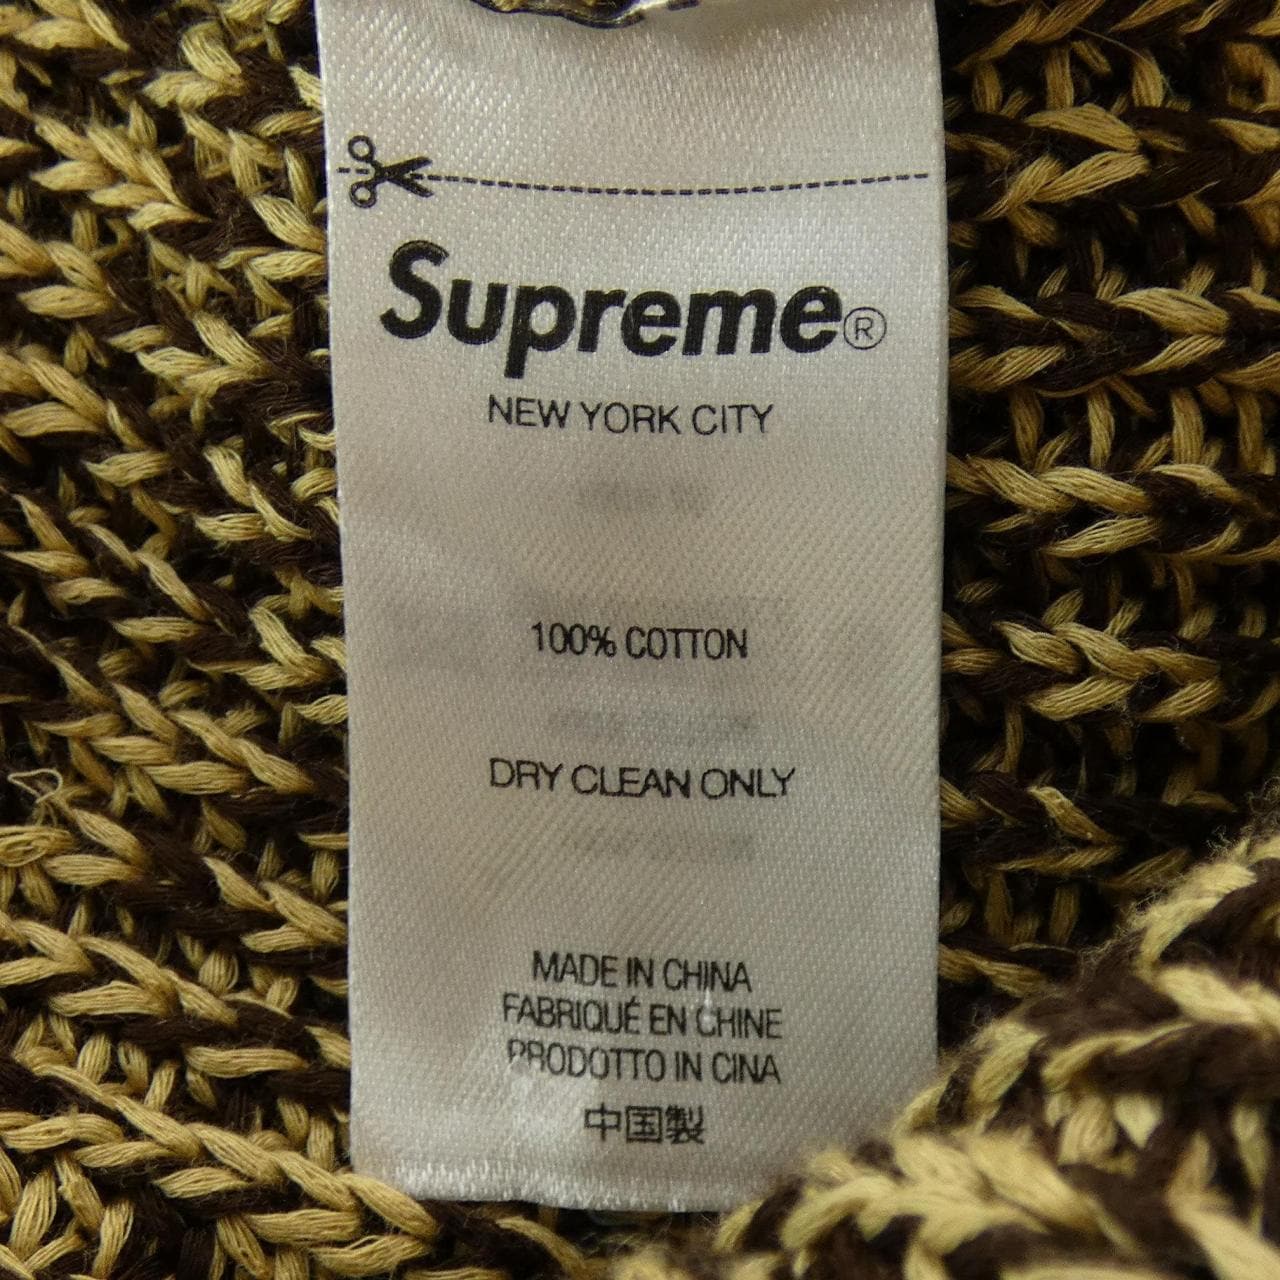 Supreme®
NEW YORK CITY
100% COTTON
DRY CLEAN ONLY
MADE IN CHINA
FABRIQUÉ EN CHINE
PRODOTTO IN CINA
中国製